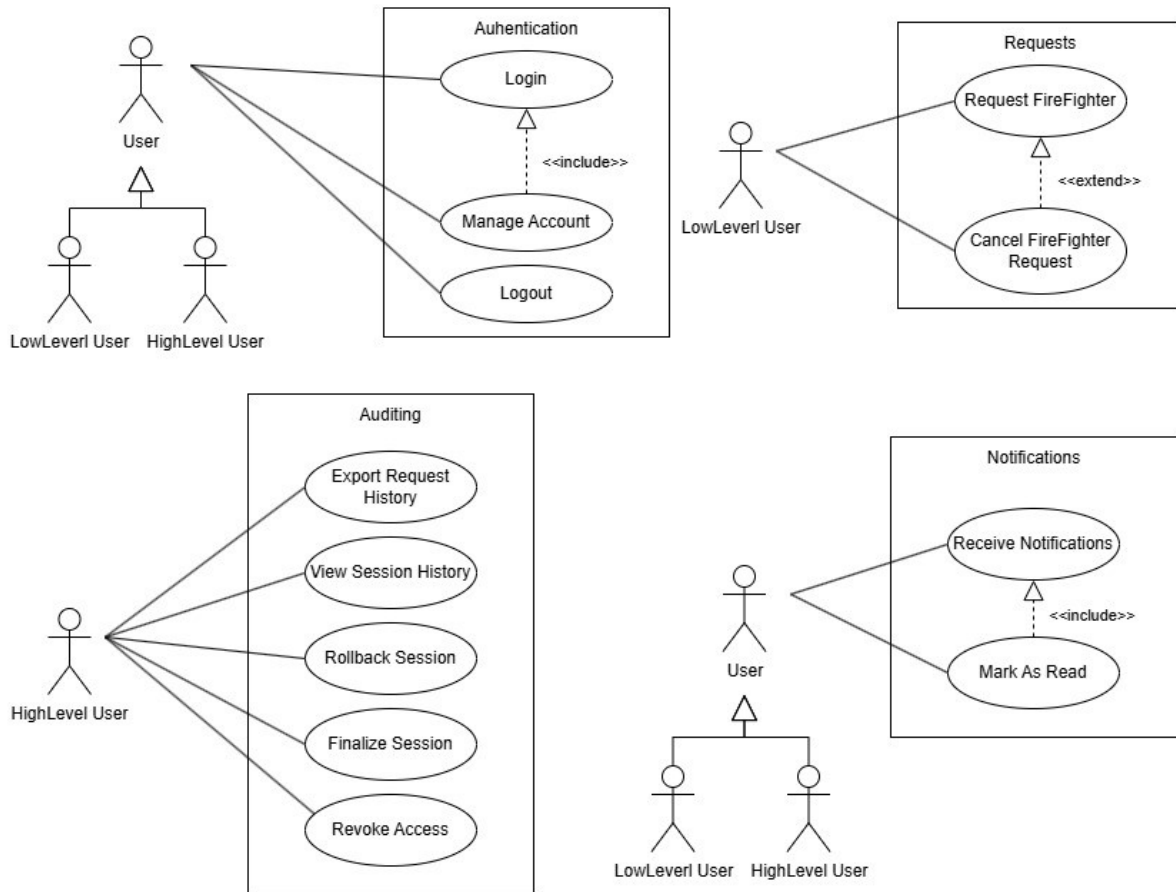 Auhentication
Login
User
<<include>>
Manage Account
Logout
LowLeverl User
HighLevel User
Requests
Request FireFighter
<<extend>>
LowLeverl User
Cancel FireFighter
Request
Auditing
Export Request
History
View Session History
Rollback Session
HighLevel User
Finalize Session
Revoke Access
Notifications
Receive Notifications
<<include>>
User
Mark As Read
LowLeverl User
HighLevel User